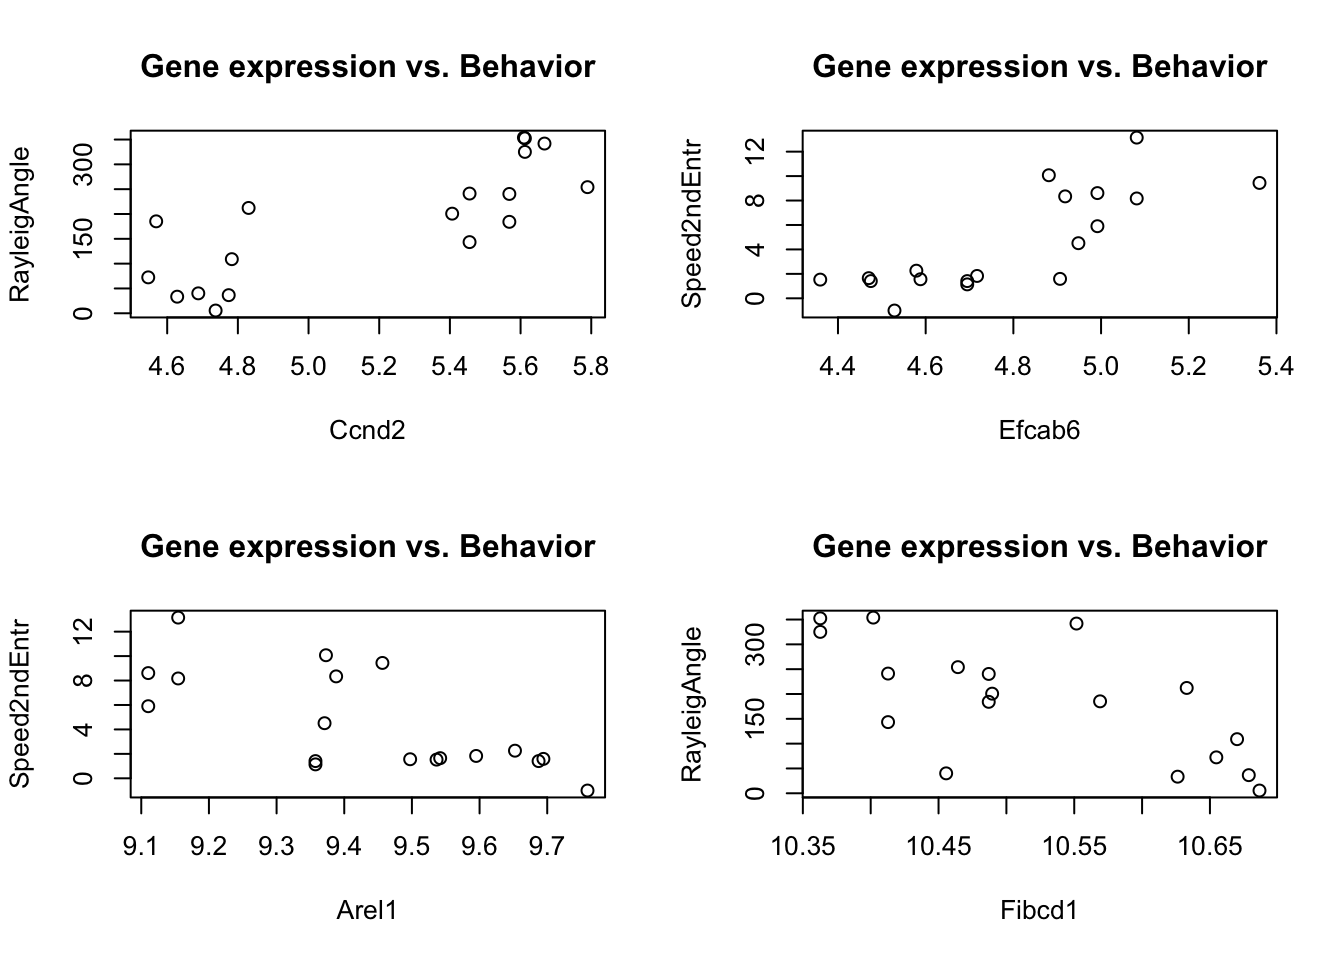 Gene expression vs. Behavior
RayleigAngle
0 150 300
4.6 4.8 5.0 5.2 5.4 5.6 5.8
Ccnd2
Gene expression vs. Behavior
Speed2ndEntr
0 4 8 12
4.4 4.6 4.8 5.0 5.2 5.4
Efcab6
Gene expression vs. Behavior
Speed2ndEntr
0 4 8 12
9.1 9.2 9.3 9.4 9.5 9.6 9.7
Arel1
Gene expression vs. Behavior
RayleigAngle
0 150 300
10.35 10.45 10.55 10.65
Fibcd1